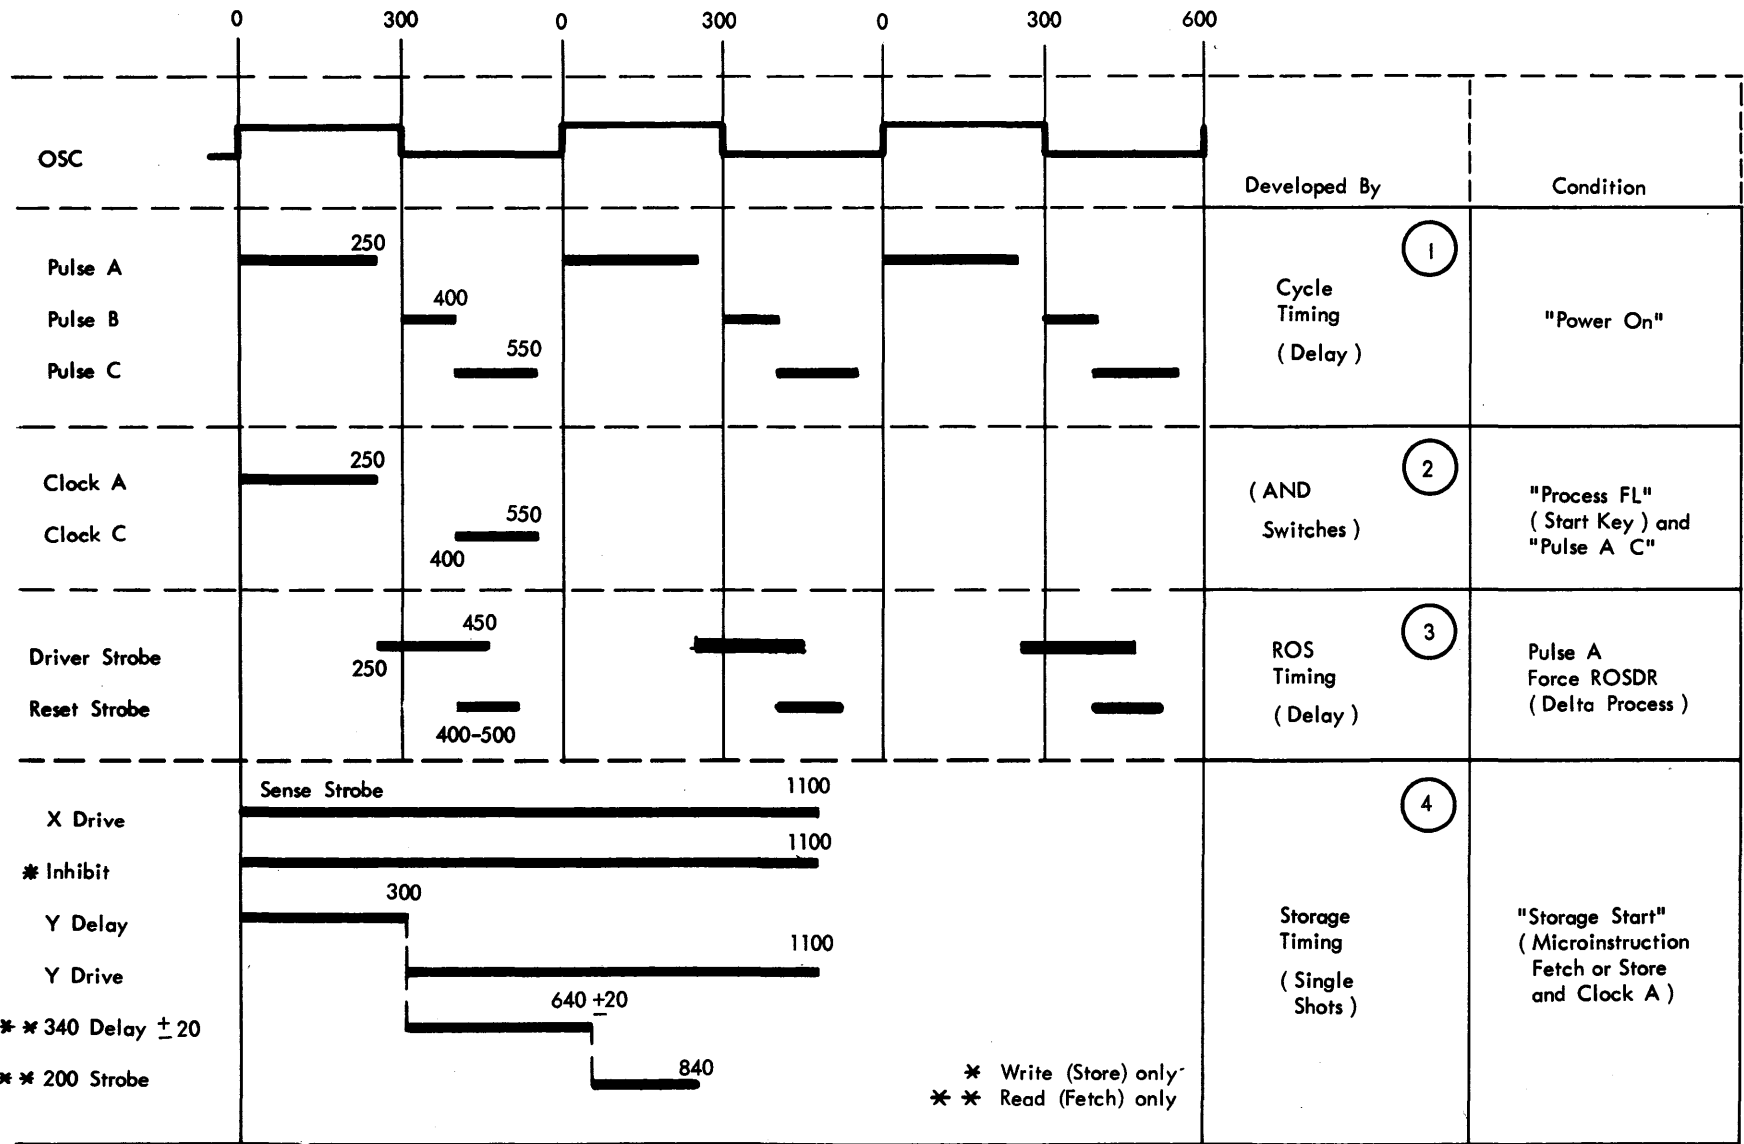 0 300 0 300 0 300 600
OSC
Developed By
Condition
Pulse A
250
Pulse B
400
Pulse C
550
Cycle
Timing
( Delay )
1
"Power On"
Clock A
250
Clock C
550
400
( AND
Switches )
2
"Process FL"
( Start Key ) and
"Pulse A C"
Driver Strobe
450
250
Reset Strobe
400-500
ROS
Timing
( Delay )
3
Pulse A
Force ROSDR
( Delta Process )
Sense Strobe
1100
X Drive
1100
* Inhibit
300
Y Delay
1100
Y Drive
640 ±20
* * 340 Delay ± 20
840
* * 200 Strobe
4
Storage
Timing
( Single
Shots )
"Storage Start"
( Microinstruction
Fetch or Store
and Clock A )
* Write (Store) only
* * Read (Fetch) only